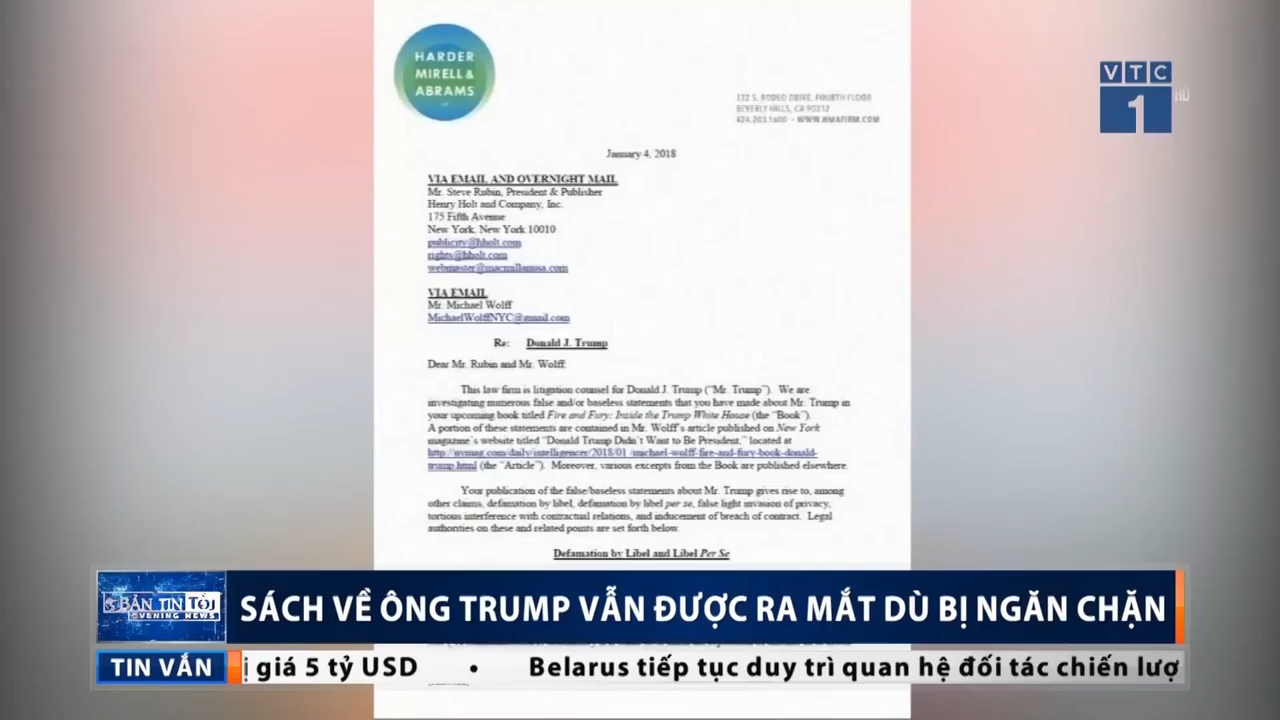 HARDER
MIRELL &
ABRAMS
LLP
132 S. RODEO DRIVE, FOURTH FLOOR
BEVERLY HILLS, CA 90212
424.203.1600 • WWW.HMAFIRM.COM
VTC
1
HD
January 4, 2018
VIA EMAIL AND OVERNIGHT MAIL
Mr. Steve Rubin, President & Publisher
Henry Holt and Company, Inc.
175 Fifth Avenue
New York, New York 10010
publicity@hholt.com
rights@hholt.com
webmaster@macmillanusa.com
VIA EMAIL
Mr. Michael Wolff
MichaelWolffNYC@gmail.com
Re: Donald J. Trump
Dear Mr. Rubin and Mr. Wolff:
This law firm is litigation counsel for Donald J. Trump (“Mr. Trump”). We are
investigating numerous false and/or baseless statements that you have made about Mr. Trump in
your upcoming book titled Fire and Fury: Inside the Trump White House (the “Book”).
A portion of these statements are contained in Mr. Wolff’s article published on New York
magazine’s website titled “Donald Trump Didn’t Want to Be President,” located at
http://nymag.com/daily/intelligencer/2018/01 /michael-wolff-fire-and-fury-book-donald-
trump.html (the “Article”). Moreover, various excerpts from the Book are published elsewhere.
Your publication of the false/baseless statements about Mr. Trump gives rise to, among
other claims, defamation by libel, defamation by libel per se, false light invasion of privacy,
tortious interference with contractual relations, and inducement of breach of contract. Legal
authorities on these and related points are set forth below.
Defamation by Libel and Libel Per Se
BẢN TIN TỐI
EVENING NEWS
SÁCH VỀ ÔNG TRUMP VẪN ĐƯỢC RA MẮT DÙ BỊ NGĂN CHẶN
TIN VẮN
ị giá 5 tỷ USD • Belarus tiếp tục duy trì quan hệ đối tác chiến lượ